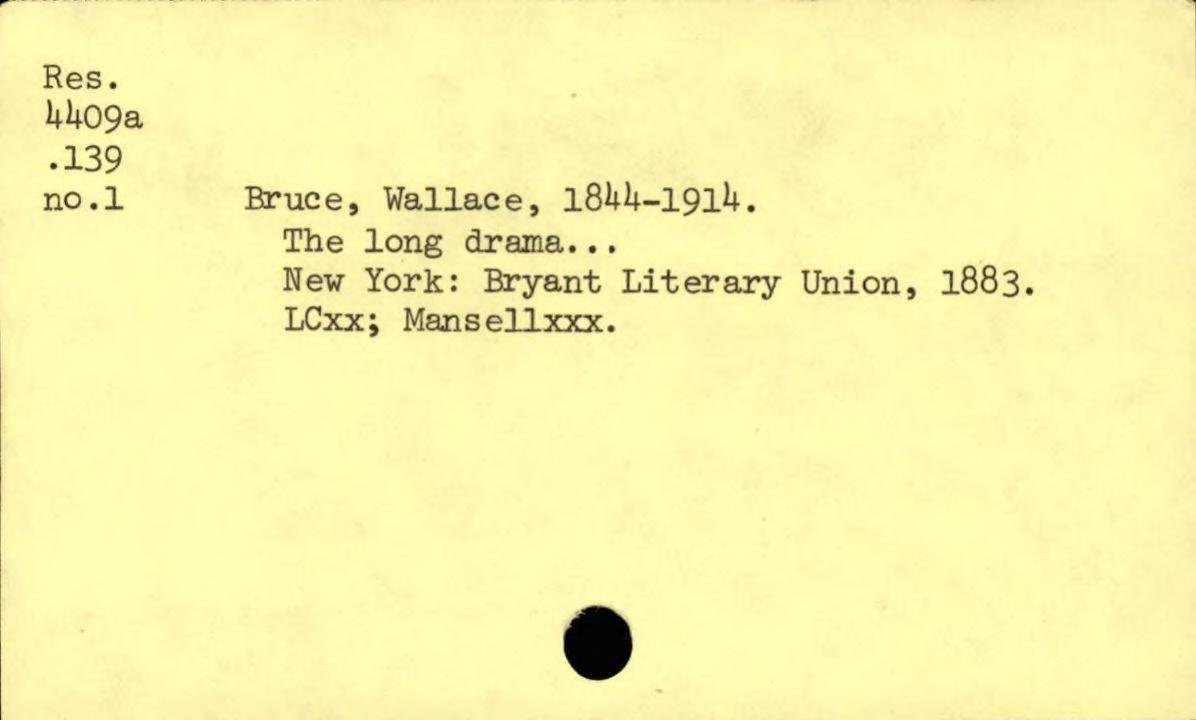 Res.
4409a
.139
no.1 Bruce, Wallace, 1844-1914.
The long drama...
New York: Bryant Literary Union, 1883.
LCxx; Mansellxxx.